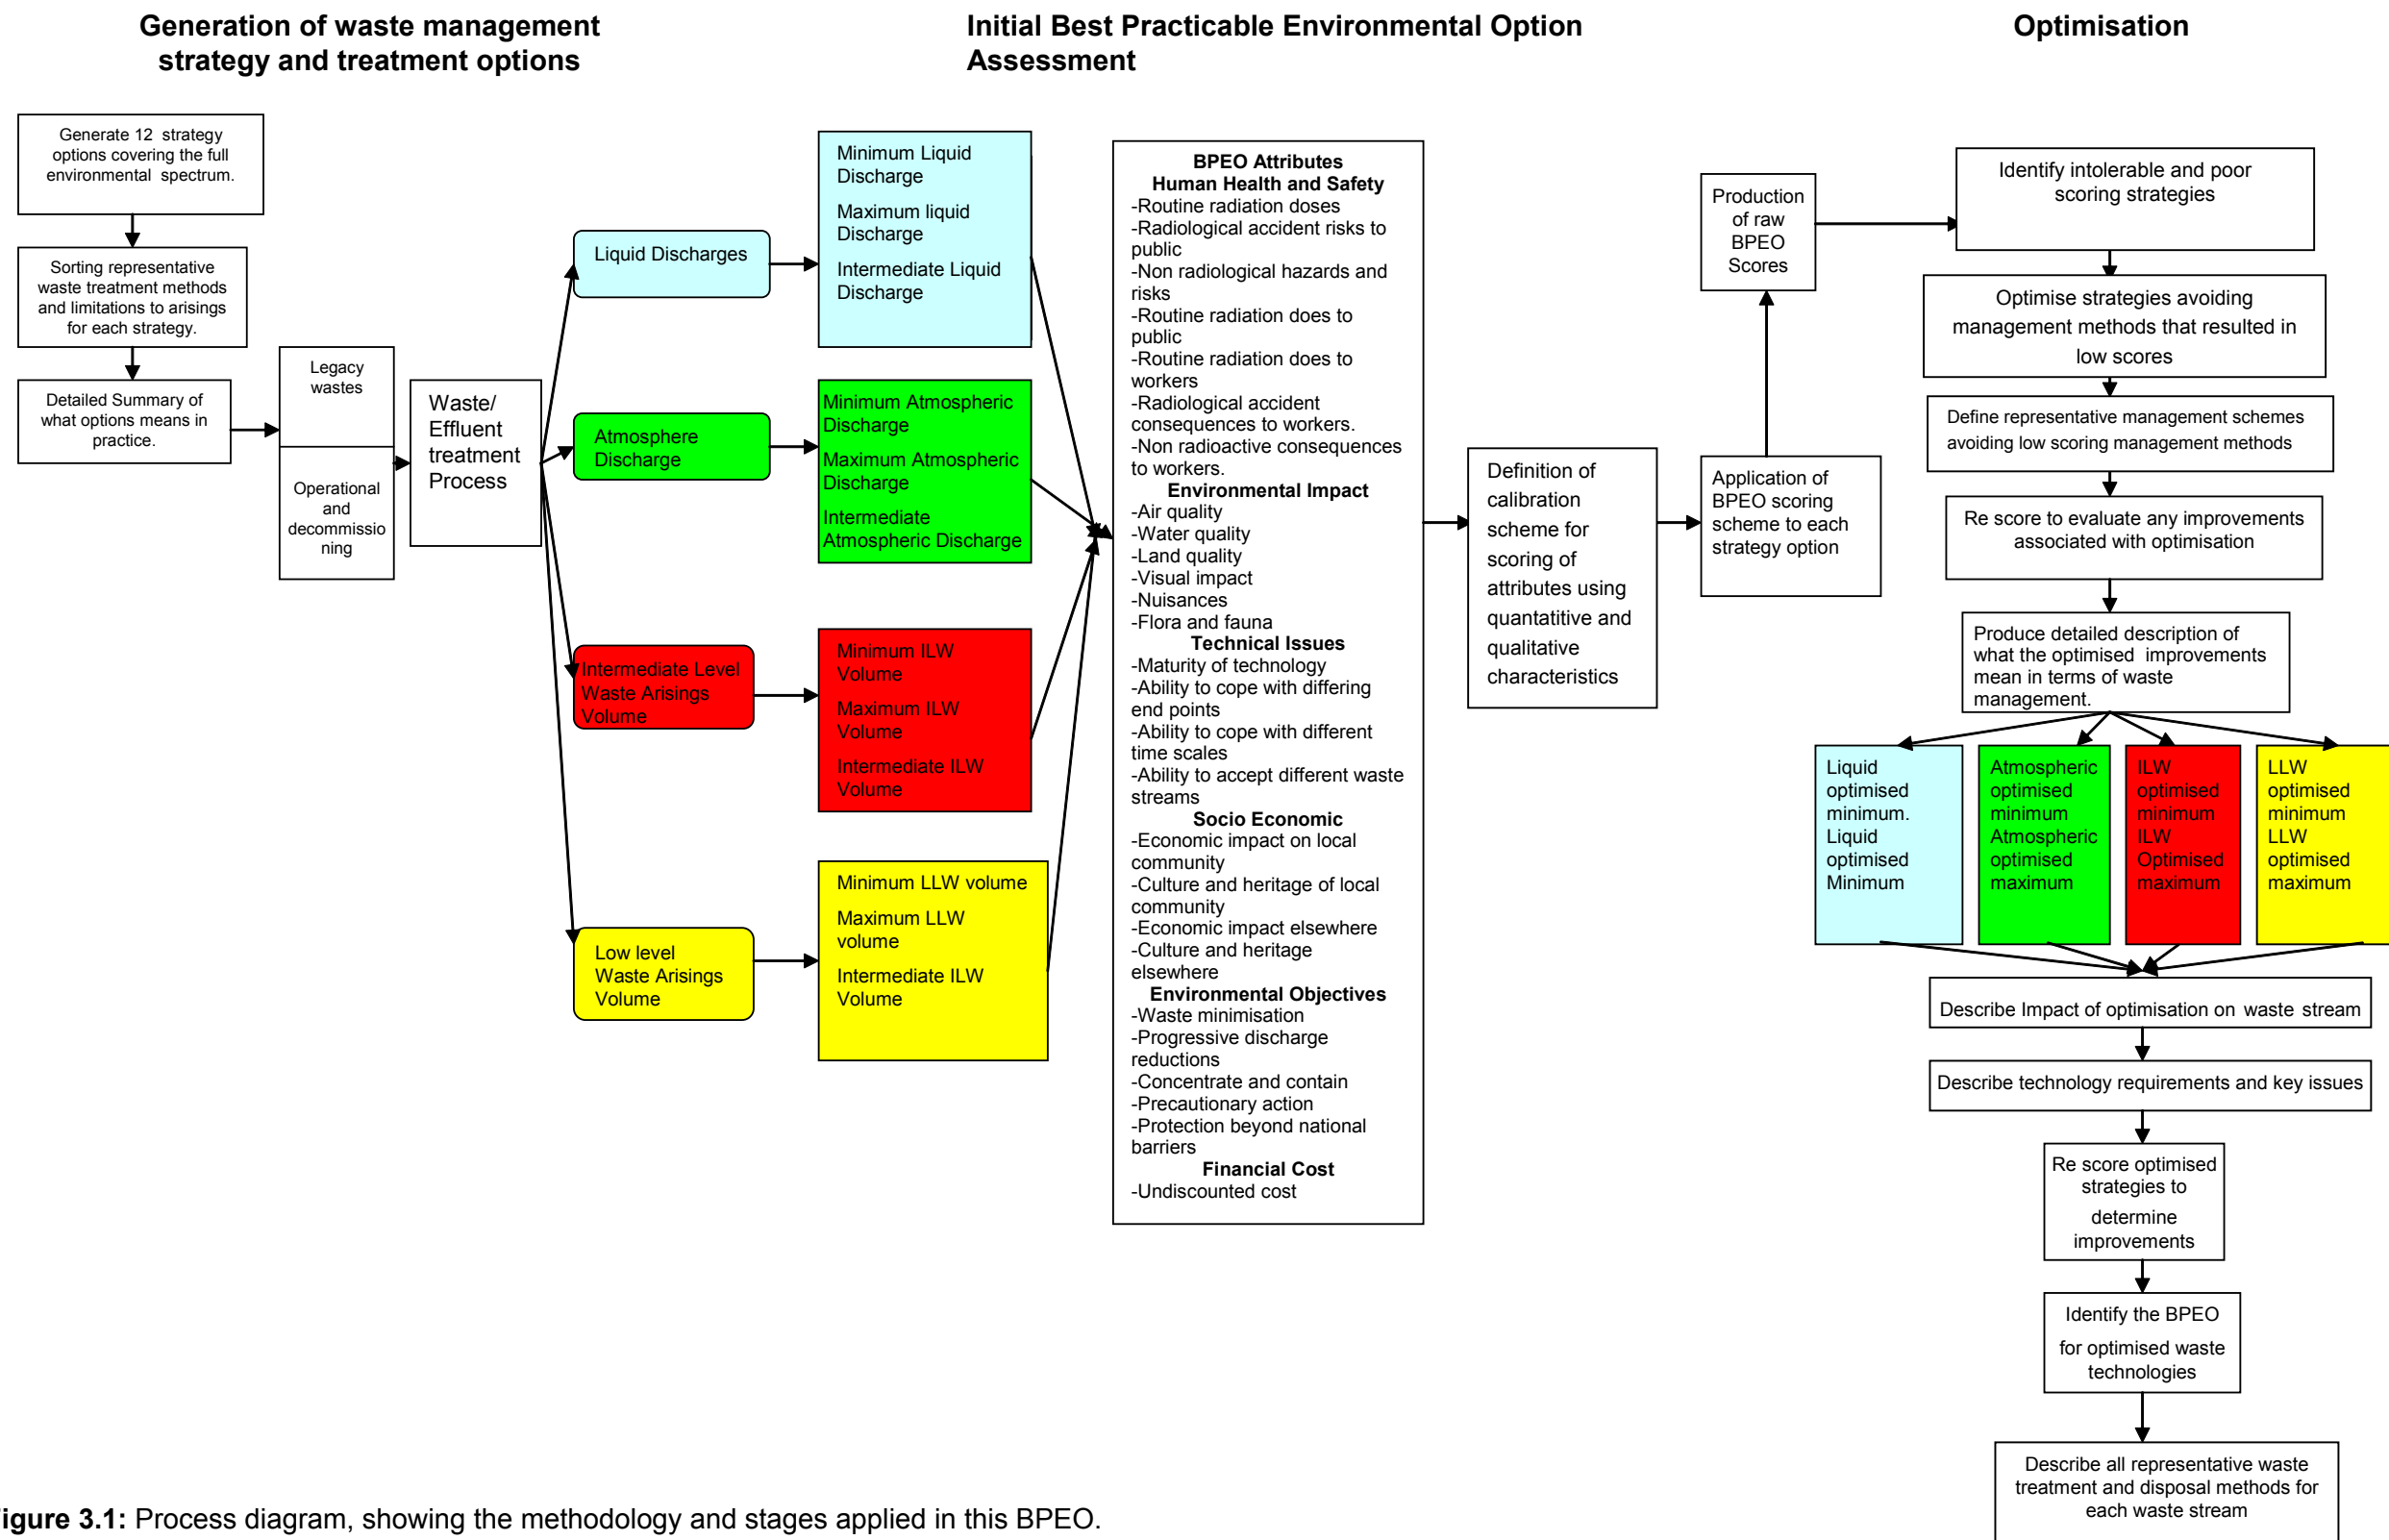 Generation of waste management
strategy and treatment options
Initial Best Practicable Environmental Option
Assessment
Optimisation
Generate 12 strategy
options covering the full
environmental spectrum.
Sorting representative
waste treatment methods
and limitations to arisings
for each strategy.
Detailed Summary of
what options means in
practice.
Legacy
wastes
Operational
and
decommissio
ning
Waste/
Effluent
treatment
Process
Liquid Discharges
Atmosphere
Discharge
Intermediate Level
Waste Arisings
Volume
Low level
Waste Arisings
Volume
Minimum Liquid
Discharge
Maximum liquid
Discharge
Intermediate Liquid
Discharge
Minimum Atmospheric
Discharge
Maximum Atmospheric
Discharge
Intermediate
Atmospheric Discharge
Minimum ILW
Volume
Maximum ILW
Volume
Intermediate ILW
Volume
Minimum LLW volume
Maximum LLW
volume
Intermediate ILW
Volume
BPEO Attributes
Human Health and Safety
-Routine radiation doses
-Radiological accident risks to
public
-Non radiological hazards and
risks
-Routine radiation does to
public
-Routine radiation does to
workers
-Radiological accident
consequences to workers.
-Non radioactive consequences
to workers.
Environmental Impact
-Air quality
-Water quality
-Land quality
-Visual impact
-Nuisances
-Flora and fauna
Technical Issues
-Maturity of technology
-Ability to cope with differing
end points
-Ability to cope with different
time scales
-Ability to accept different waste
streams
Socio Economic
-Economic impact on local
community
-Culture and heritage of local
community
-Economic impact elsewhere
-Culture and heritage
elsewhere
Environmental Objectives
-Waste minimisation
-Progressive discharge
reductions
-Concentrate and contain
-Precautionary action
-Protection beyond national
barriers
Financial Cost
-Undiscounted cost
Definition of
calibration
scheme for
scoring of
attributes using
quantatitive and
qualitative
characteristics
Application of
BPEO scoring
scheme to each
strategy option
Production
of raw
BPEO
Scores
Identify intolerable and poor
scoring strategies
Optimise strategies avoiding
management methods that resulted in
low scores
Define representative management schemes
avoiding low scoring management methods
Re score to evaluate any improvements
associated with optimisation
Produce detailed description of
what the optimised improvements
mean in terms of waste
management.
Liquid
optimised
minimum.
Liquid
optimised
Minimum
Atmospheric
optimised
minimum
Atmospheric
optimised
maximum
ILW
optimised
minimum
ILW
Optimised
maximum
LLW
optimised
minimum
LLW
optimised
maximum
Describe Impact of optimisation on waste stream
Describe technology requirements and key issues
Re score optimised
strategies to
determine
improvements
Identify the BPEO
for optimised waste
technologies
Describe all representative waste
treatment and disposal methods for
each waste stream
igure 3.1: Process diagram, showing the methodology and stages applied in this BPEO.